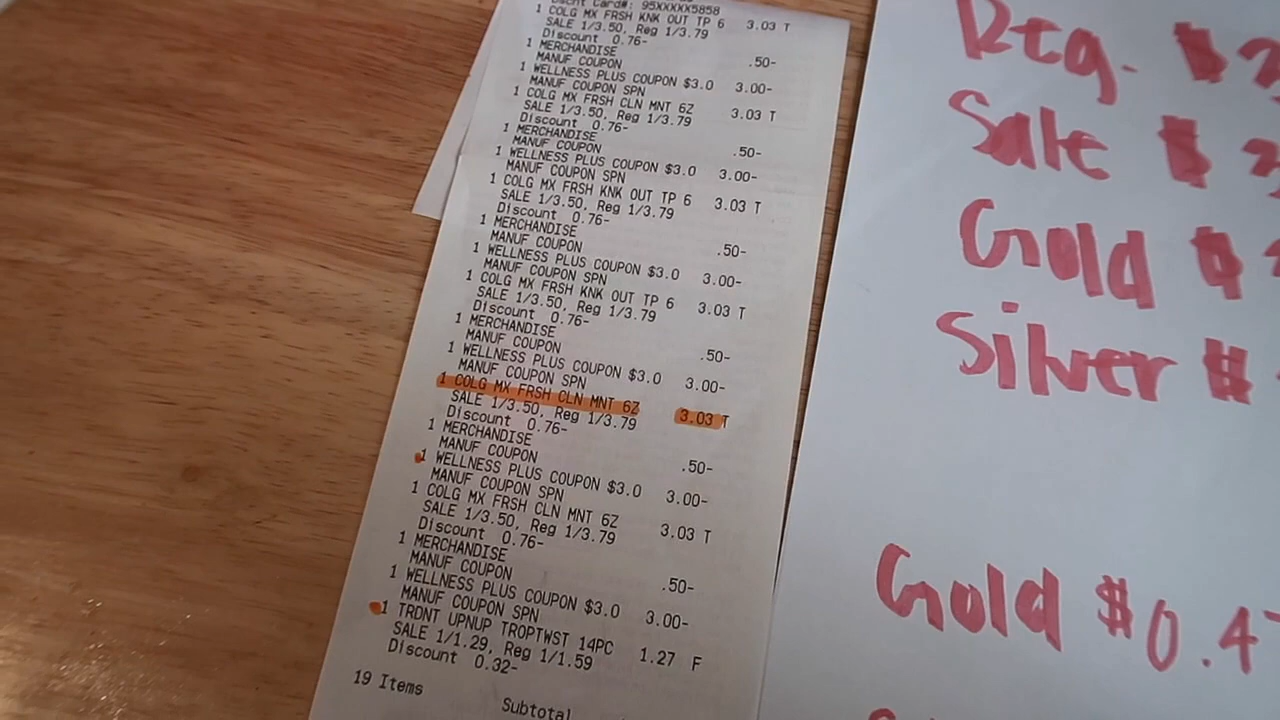 Dscnt Card#: 95XXXXX5858
1 COLG MX FRSH KNK OUT TP 6 3.03 T
SALE 1/3.50, Reg 1/3.79
Discount 0.76-
1 MERCHANDISE .50-
MANUF COUPON
1 WELLNESS PLUS COUPON $3.0 3.00-
MANUF COUPON SPN
1 COLG MX FRSH CLN MNT 6Z 3.03 T
SALE 1/3.50, Reg 1/3.79
Discount 0.76-
1 MERCHANDISE .50-
MANUF COUPON
1 WELLNESS PLUS COUPON $3.0 3.00-
MANUF COUPON SPN
1 COLG MX FRSH KNK OUT TP 6 3.03 T
SALE 1/3.50, Reg 1/3.79
Discount 0.76-
1 MERCHANDISE .50-
MANUF COUPON
1 WELLNESS PLUS COUPON $3.0 3.00-
MANUF COUPON SPN
1 COLG MX FRSH KNK OUT TP 6 3.03 T
SALE 1/3.50, Reg 1/3.79
Discount 0.76-
1 MERCHANDISE .50-
MANUF COUPON
1 WELLNESS PLUS COUPON $3.0 3.00-
MANUF COUPON SPN
1 COLG MX FRSH CLN MNT 6Z 3.03 T
SALE 1/3.50, Reg 1/3.79
Discount 0.76-
1 MERCHANDISE .50-
MANUF COUPON
1 WELLNESS PLUS COUPON $3.0 3.00-
MANUF COUPON SPN
1 COLG MX FRSH CLN MNT 6Z 3.03 T
SALE 1/3.50, Reg 1/3.79
Discount 0.76-
1 MERCHANDISE .50-
MANUF COUPON
1 WELLNESS PLUS COUPON $3.0 3.00-
MANUF COUPON SPN
1 TRDNT UPNUP TROPTWST 14PC 1.27 F
SALE 1/1.29, Reg 1/1.59
Discount 0.32-
19 Items
Subtotal
Reg. $
Sale $
Gold $
Silver $
Gold $0.47